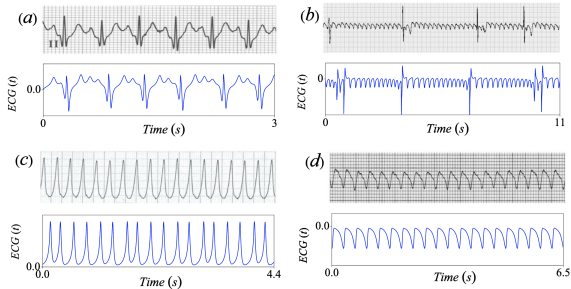 (a)
II
ECG (t)
0.0
0
3
Time (s)
(b)
ECG (t)
0
0
11
Time (s)
(c)
ECG (t)
0.0
0.0
4.4
Time (s)
(d)
ECG (t)
0.0
0.0
6.5
Time (s)